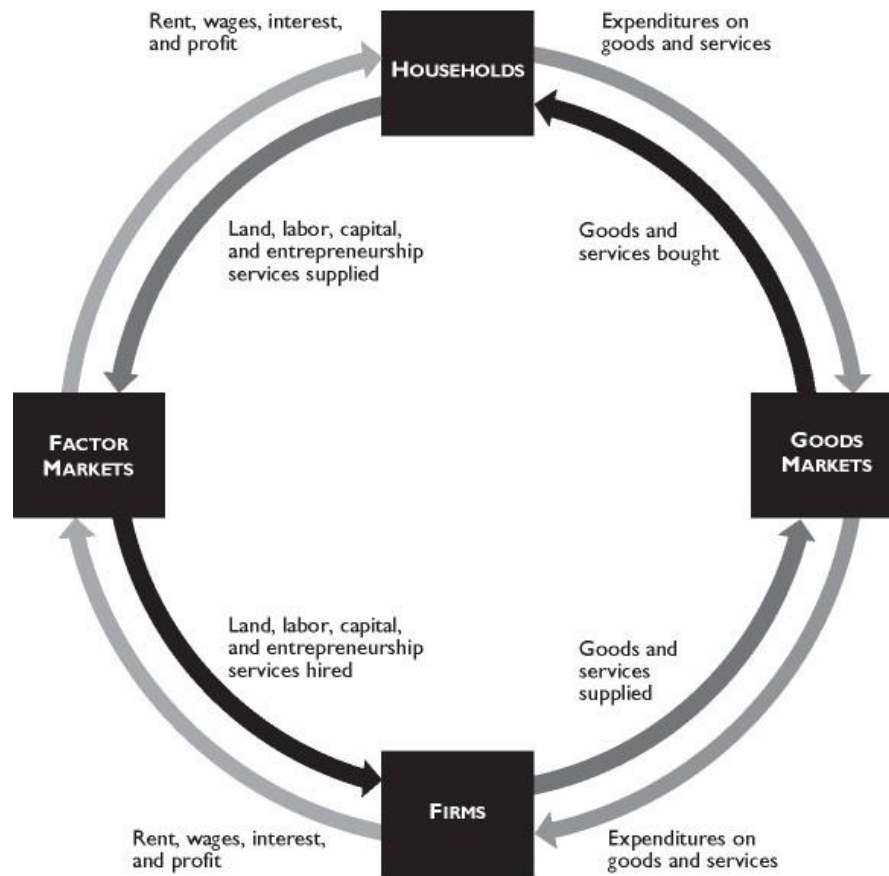 Rent, wages, interest,
and profit
HOUSEHOLDS
Expenditures on
goods and services
Land, labor, capital,
and entrepreneurship
services supplied
Goods and
services bought
FACTOR
MARKETS
GOODS
MARKETS
Land, labor, capital,
and entrepreneurship
services hired
Goods and
services
supplied
FIRMS
Rent, wages, interest,
and profit
Expenditures on
goods and services